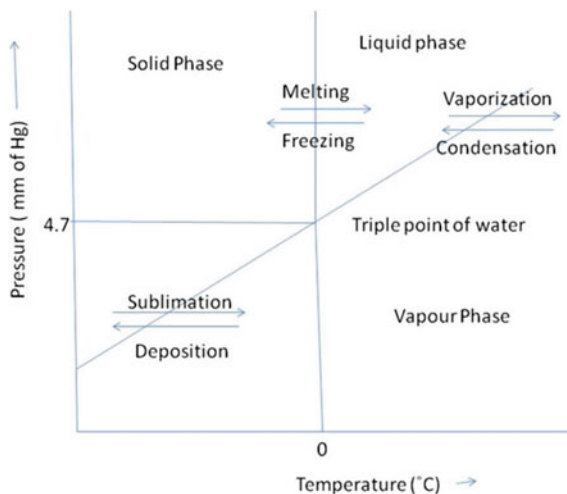 Liquid phase
Solid Phase
Melting
Vaporization
Freezing
Condensation
Pressure ( mm of Hg)
4.7
Triple point of water
Sublimation
Vapour Phase
Deposition
0
Temperature (˚C)